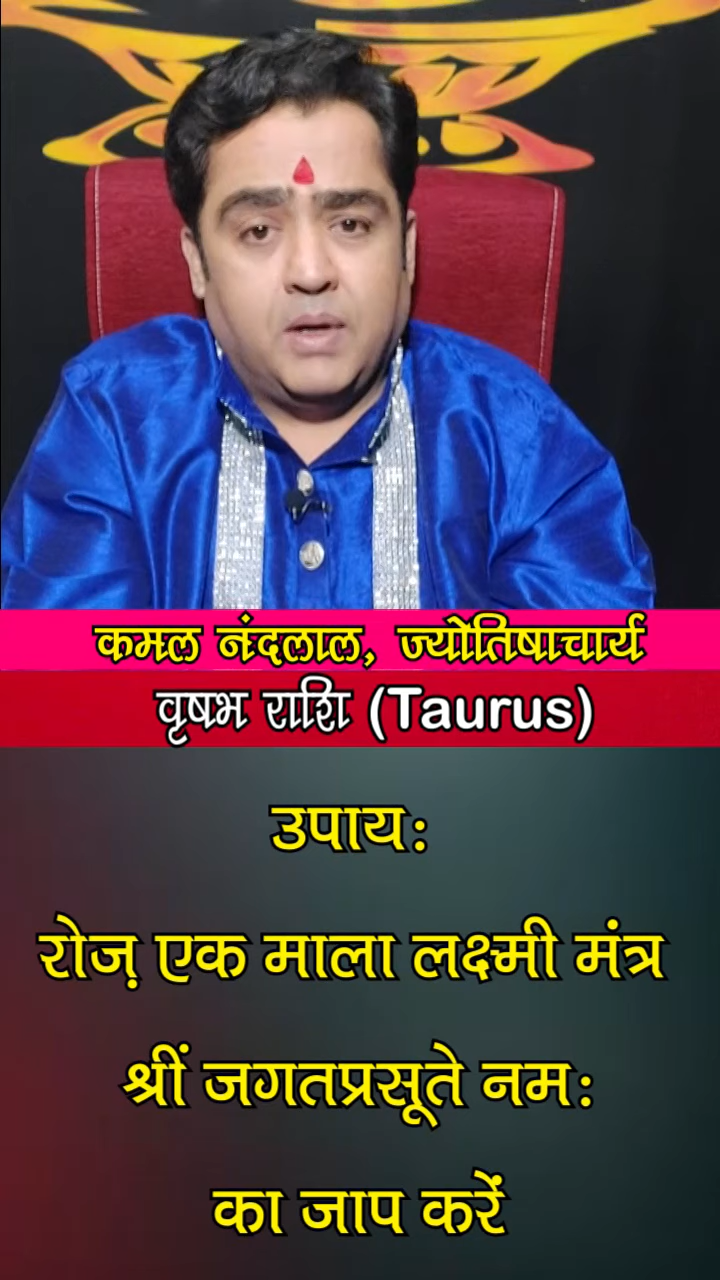 कमल नंदलाल, ज्योतिषाचार्य
वृषभ राशि (Taurus)
उपाय:
रोज़ एक माला लक्ष्मी मंत्र
श्रीं जगतप्रसूते नम:
का जाप करें